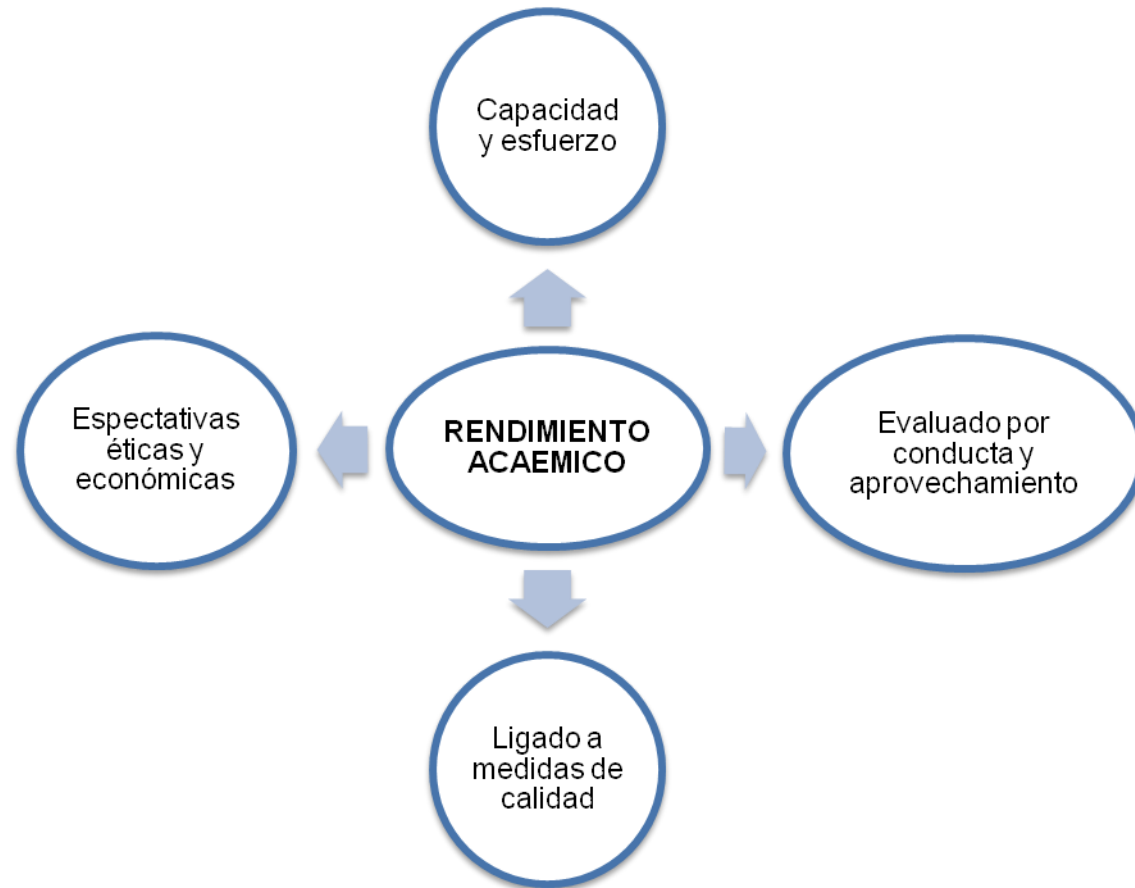 Capacidad
y esfuerzo
Espectativas
éticas y
económicas
RENDIMIENTO
ACAEMICO
Evaluado por
conducta y
aprovechamiento
Ligado a
medidas de
calidad